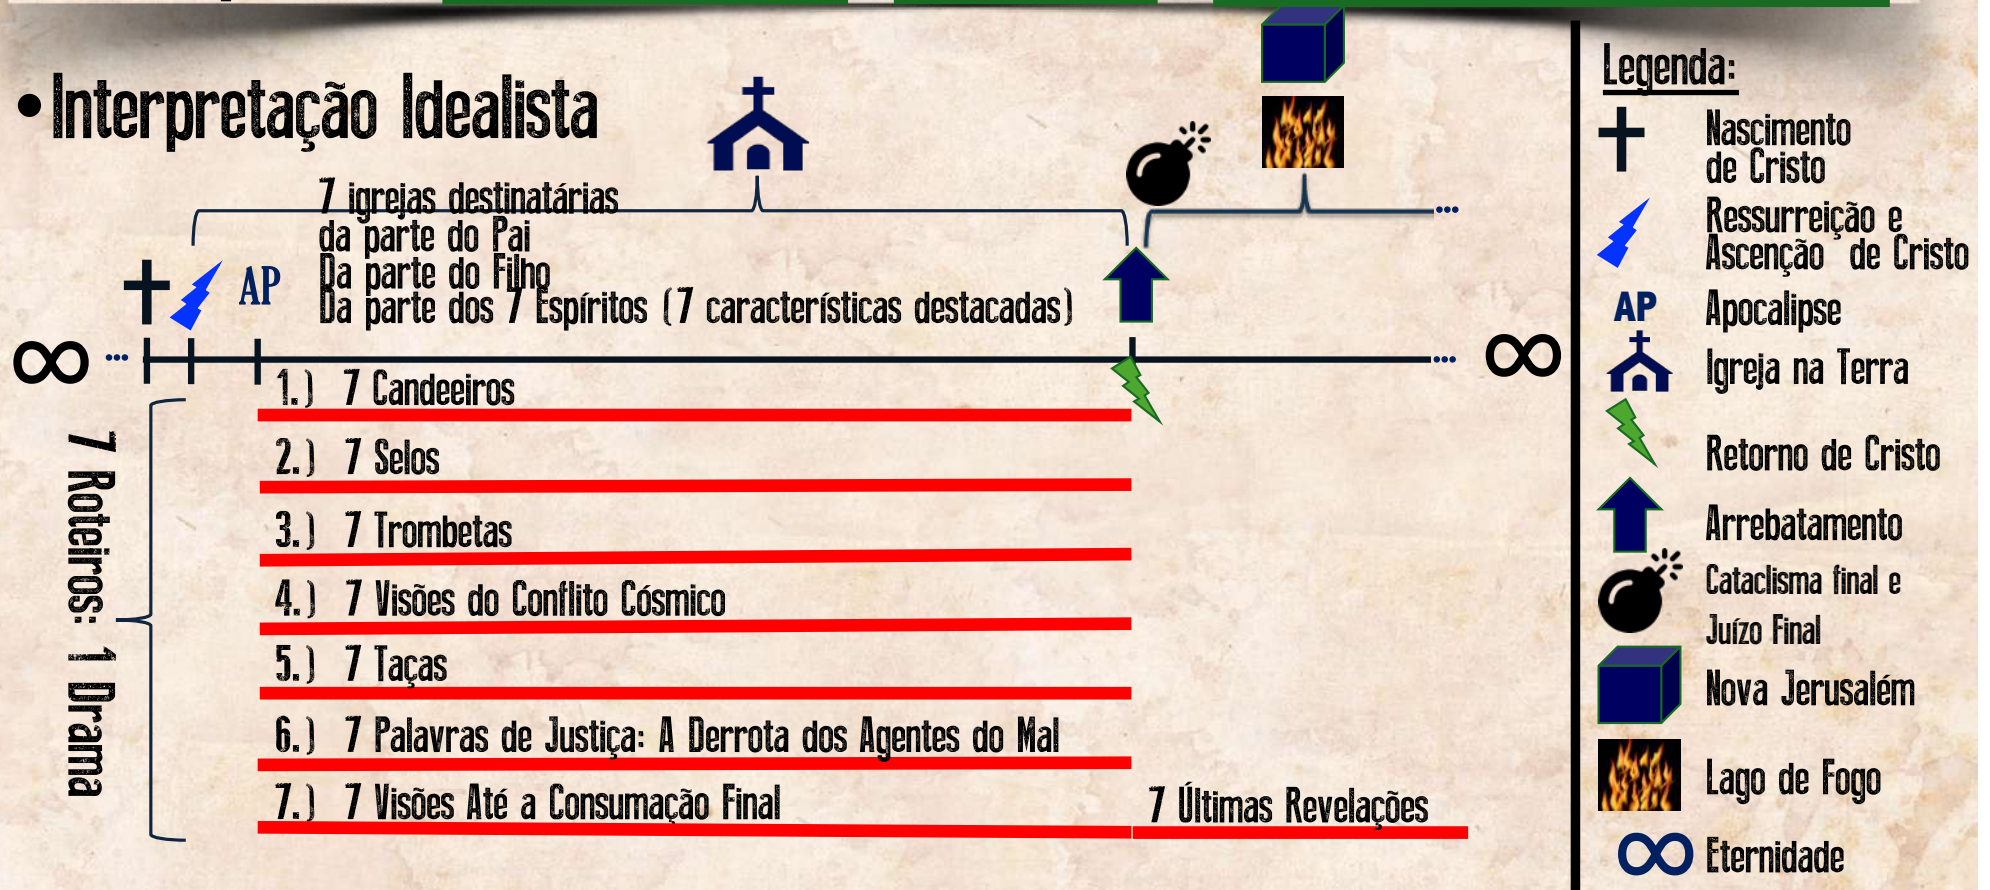 •Interpretação Idealista
7 igrejas destinatárias
da parte do Pai
Da parte do Filho
Da parte dos 7 Espíritos (7 características destacadas)
AP
∞ ... ... ∞
7 Roteiros: 1 Drama
1.) 7 Candeeiros
2.) 7 Selos
3.) 7 Trombetas
4.) 7 Visões do Conflito Cósmico
5.) 7 Taças
6.) 7 Palavras de Justiça: A Derrota dos Agentes do Mal
7.) 7 Visões Até a Consumação Final
7 Últimas Revelações
Legenda:
Nascimento
de Cristo
Ressurreição e
Ascenção de Cristo
AP Apocalipse
Igreja na Terra
Retorno de Cristo
Arrebatamento
Cataclisma final e
Juízo Final
Nova Jerusalém
Lago de Fogo
∞ Eternidade